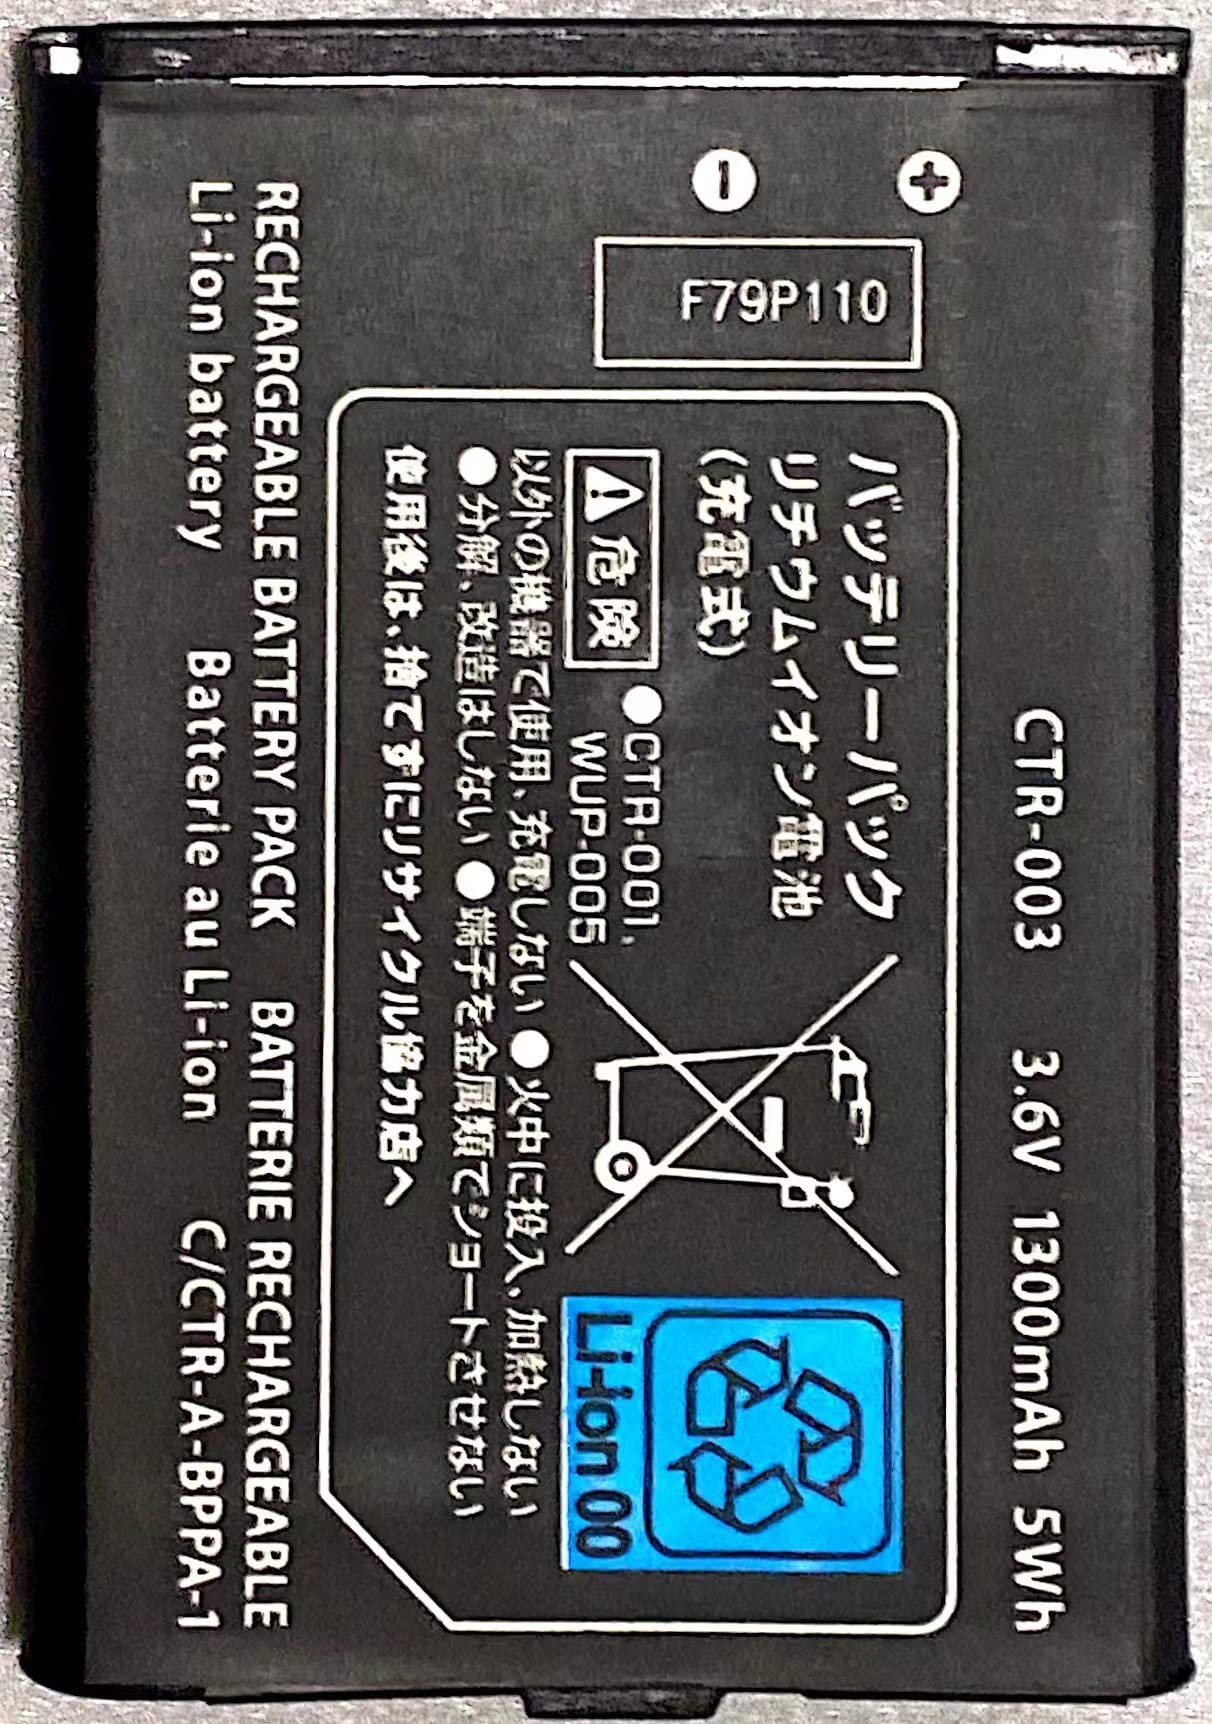 CTR-003 3.6V 1300mAh 5Wh
バッテリーパック
リチウムイオン電池
(充電式)
危険 ●CTR-001,
WUP-005
以外の機器で使用、充電しない ●火中に投入、加熱しない
●分解、改造はしない ●端子を金属類でショートさせない
使用後は、捨てずにリサイクル協力店へ
Li-ion 00
F79P110
RECHARGEABLE BATTERY PACK BATTERIE RECHARGEABLE
Li-ion battery Batterie au Li-ion C/CTR-A-BPPA-1